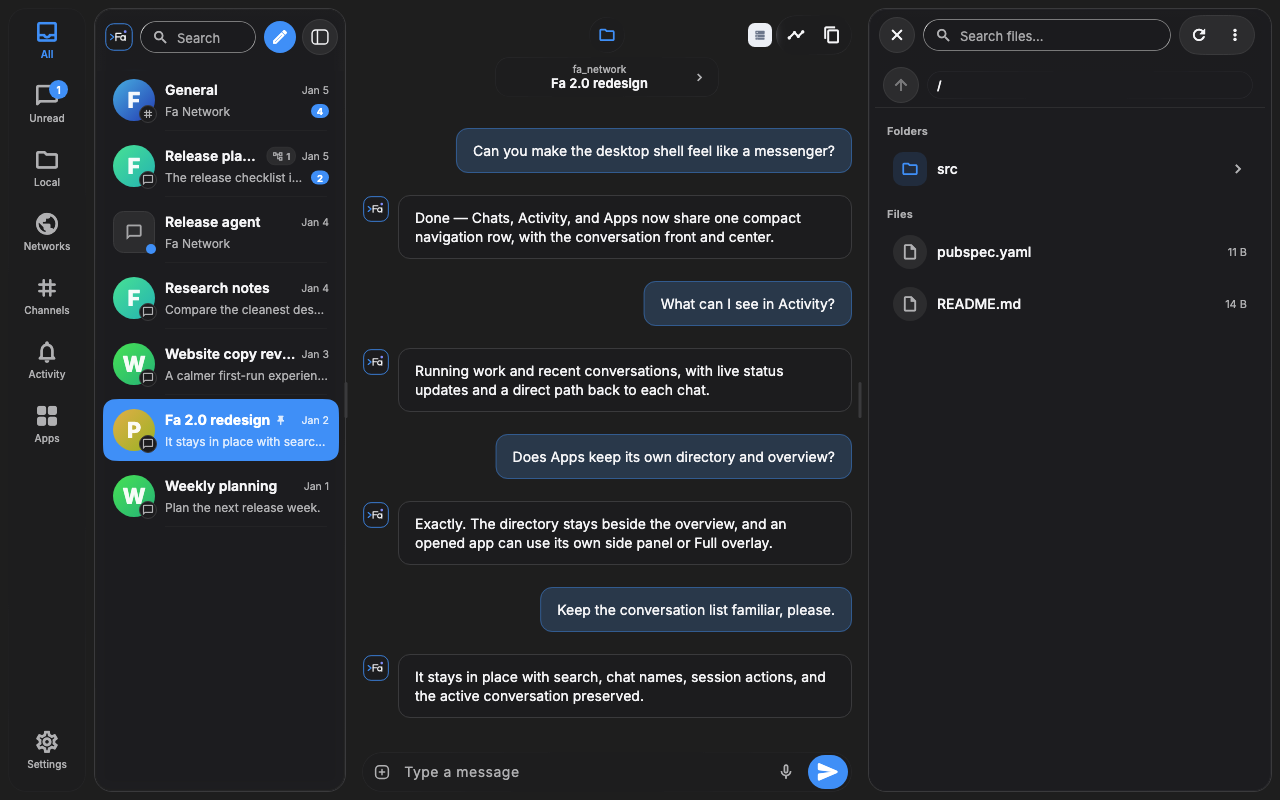 All
1
Unread
Local
Networks
Channels
Activity
Apps
Settings
>Fa
Search
F
General
Jan 5
Fa Network
4
F
Release pla...
1
Jan 5
The release checklist i...
2
Release agent
Jan 4
Fa Network
F
Research notes
Jan 4
Compare the cleanest des...
W
Website copy rev...
Jan 3
A calmer first-run experien...
P
Fa 2.0 redesign
Jan 2
It stays in place with searc...
W
Weekly planning
Jan 1
Plan the next release week.
fa_network
Fa 2.0 redesign
Can you make the desktop shell feel like a messenger?
>Fa
Done — Chats, Activity, and Apps now share one compact
navigation row, with the conversation front and center.
What can I see in Activity?
>Fa
Running work and recent conversations, with live status
updates and a direct path back to each chat.
Does Apps keep its own directory and overview?
>Fa
Exactly. The directory stays beside the overview, and an
opened app can use its own side panel or Full overlay.
Keep the conversation list familiar, please.
>Fa
It stays in place with search, chat names, session actions, and
the active conversation preserved.
Type a message
Search files...
/
Folders
src
Files
pubspec.yaml
11 B
README.md
14 B